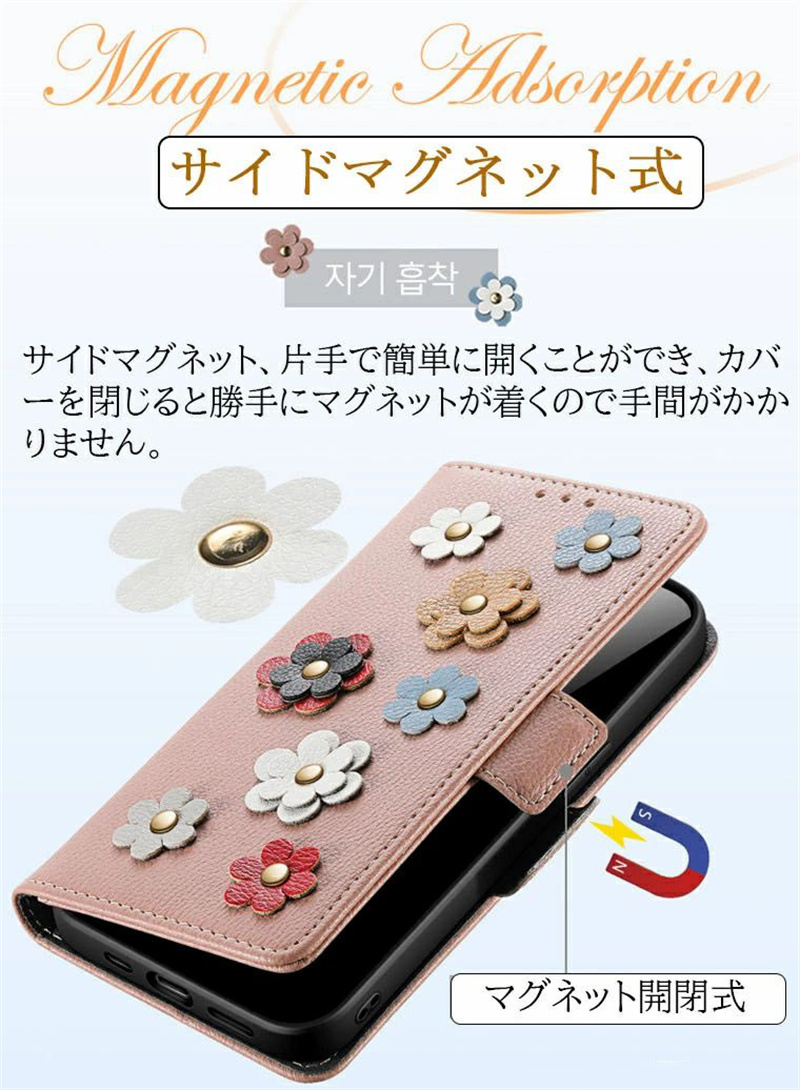 Magnetic Adsorption
サイドマグネット式
자기 흡착
サイドマグネット、片手で簡単に開くことができ、カバ
ーを閉じると勝手にマグネットが着くので手間がかか
りません。
S
N
マグネット開閉式